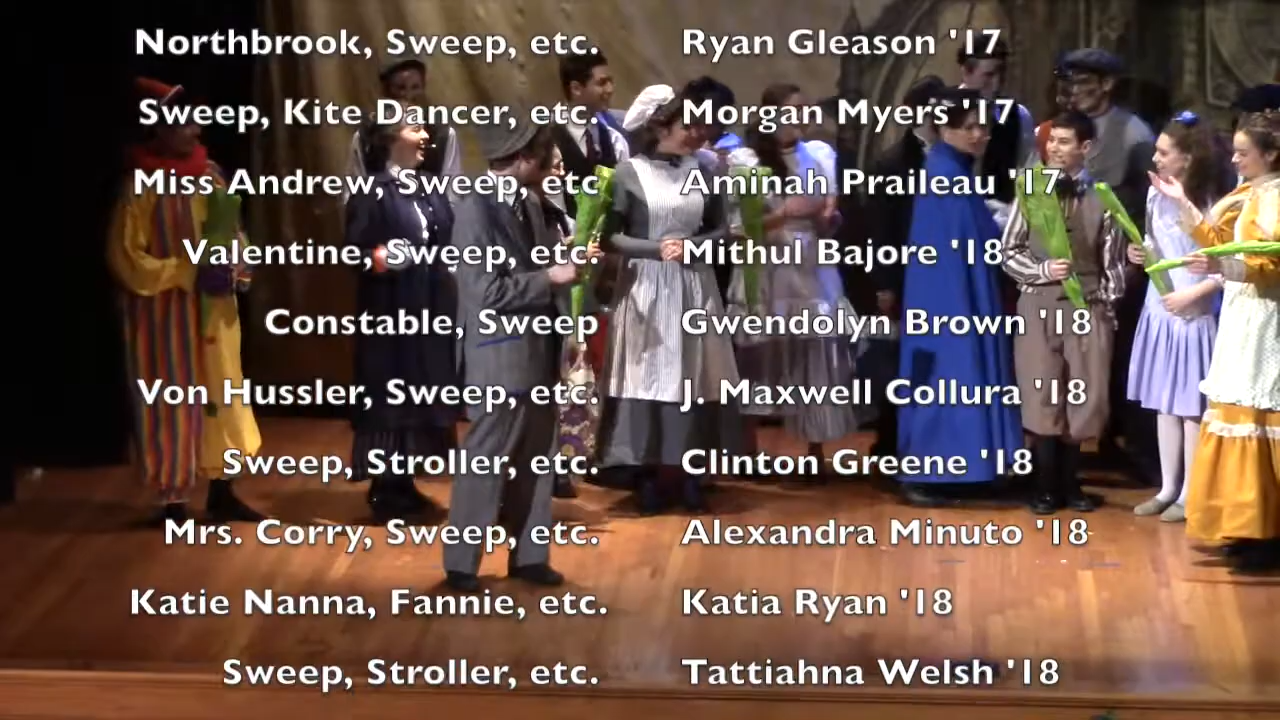 Northbrook, Sweep, etc. Ryan Gleason '17
Sweep, Kite Dancer, etc. Morgan Myers '17
Miss Andrew, Sweep, etc Aminah Praileau '17
Valentine, Sweep, etc. Mithul Bajore '18
Constable, Sweep Gwendolyn Brown '18
Von Hussler, Sweep, etc. J. Maxwell Collura '18
Sweep, Stroller, etc. Clinton Greene '18
Mrs. Corry, Sweep, etc. Alexandra Minuto '18
Katie Nanna, Fannie, etc. Katia Ryan '18
Sweep, Stroller, etc. Tattiahna Welsh '18